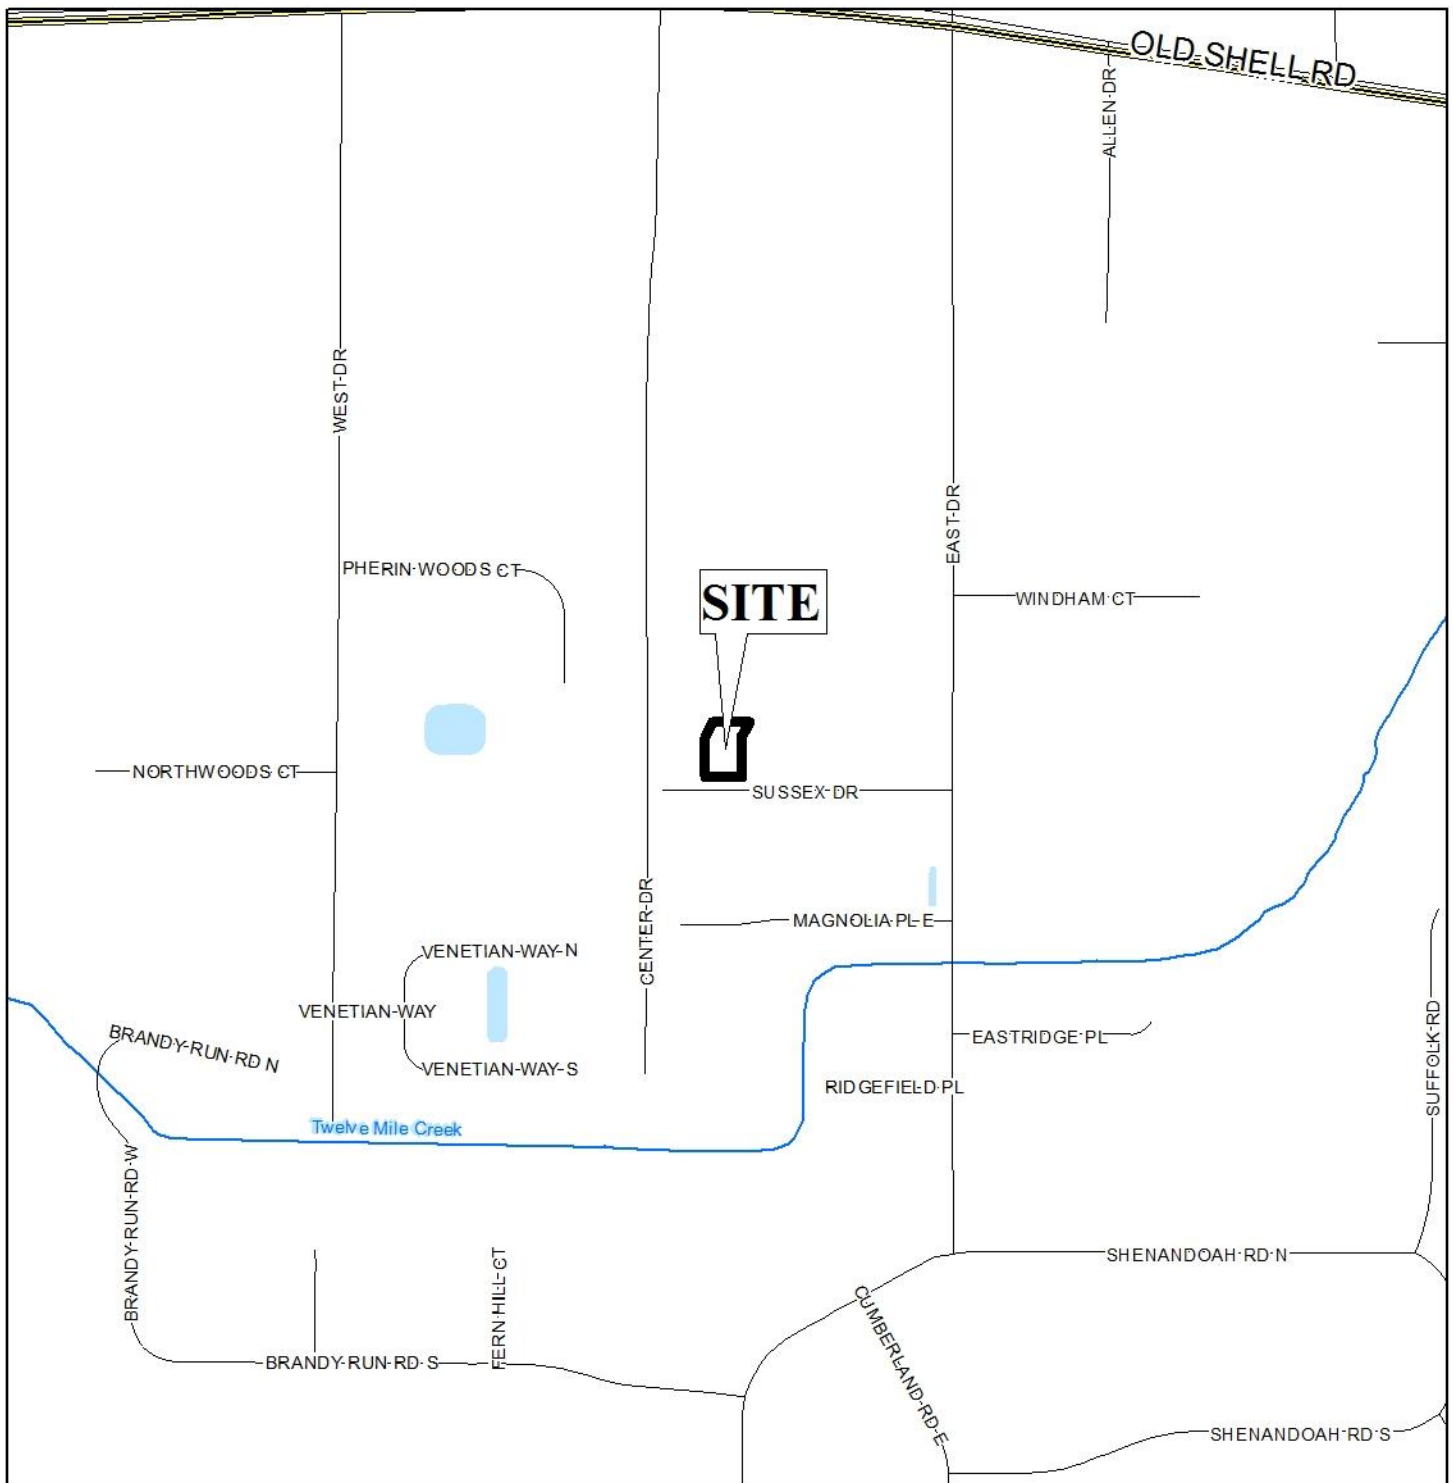 OLD SHELL RD
ALLEN DR
WEST DR
EAST DR
PHERIN WOODS CT
SITE
WINDHAM CT
NORTHWOODS CT
SUSSEX DR
CENTER DR
MAGNOLIA PL E
VENETIAN WAY N
VENETIAN WAY
EASTRIDGE PL
BRANDY RUN RD N
VENETIAN WAY S
RIDGEFIELD PL
SUFFOLK RD
Twelve Mile Creek
BRANDY RUN RD W
FERN HILL CT
SHENANDOAH RD N
CUMBERLAND RD E
BRANDY RUN RD S
SHENANDOAH RD S